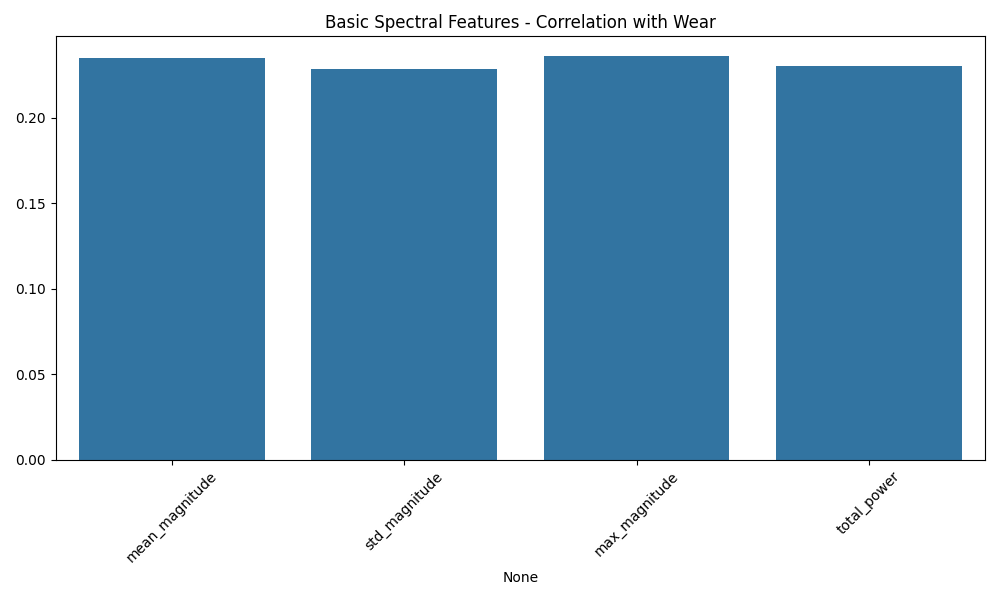 Basic Spectral Features - Correlation with Wear
0.20
0.15
0.10
0.05
0.00
mean_magnitude
std_magnitude
max_magnitude
total_power
None